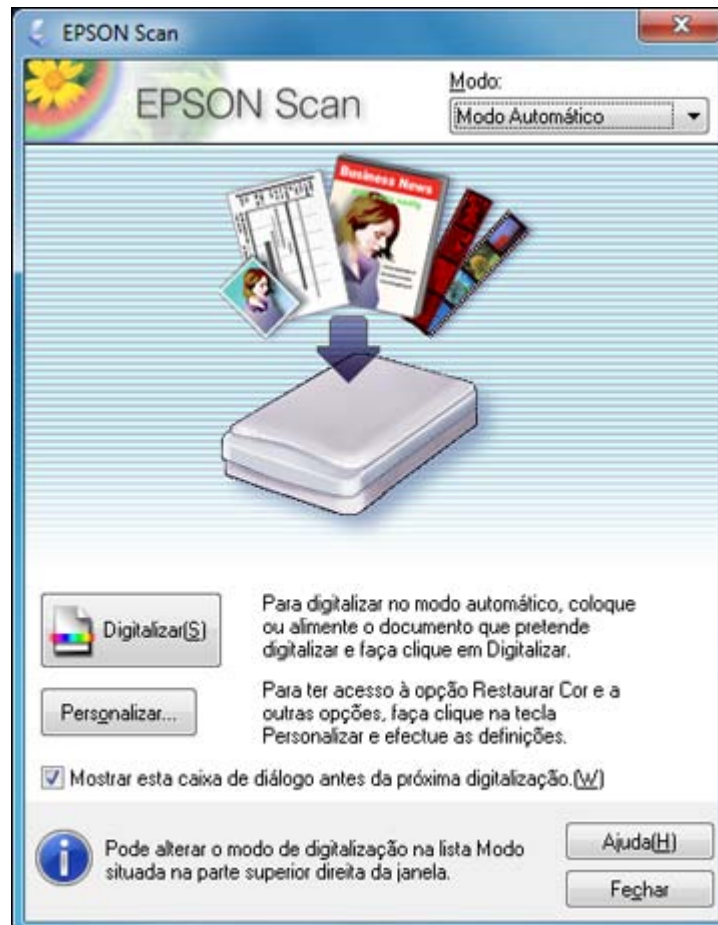 EPSON Scan
EPSON Scan
Modo:
Modo Automático
Business News
Digitalizar(S)
Para digitalizar no modo automático, coloque
ou alimente o documento que pretende
digitalizar e faça clique em Digitalizar.
Personalizar...
Para ter acesso à opção Restaurar Cor e a
outras opções, faça clique na tecla
Personalizar e efectue as definições.
Mostrar esta caixa de diálogo antes da próxima digitalização.(W)
Pode alterar o modo de digitalização na lista Modo
situada na parte superior direita da janela.
Ajuda(H)
Fechar